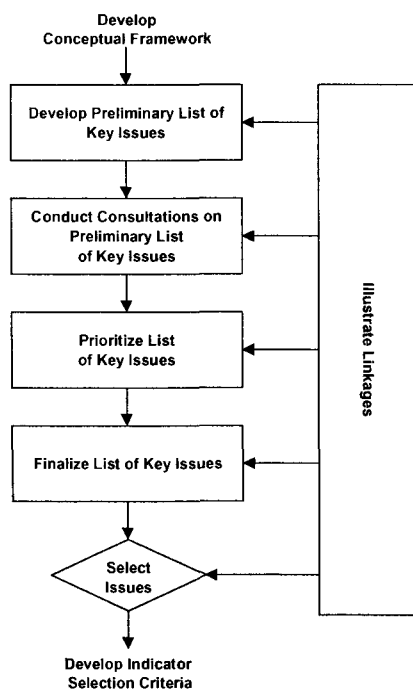 Develop
Conceptual Framework
Develop Preliminary List of
Key Issues
Conduct Consultations on
Preliminary List
of Key Issues
Prioritize List
of Key Issues
Finalize List of Key Issues
Select
Issues
Develop Indicator
Selection Criteria
Illustrate Linkages